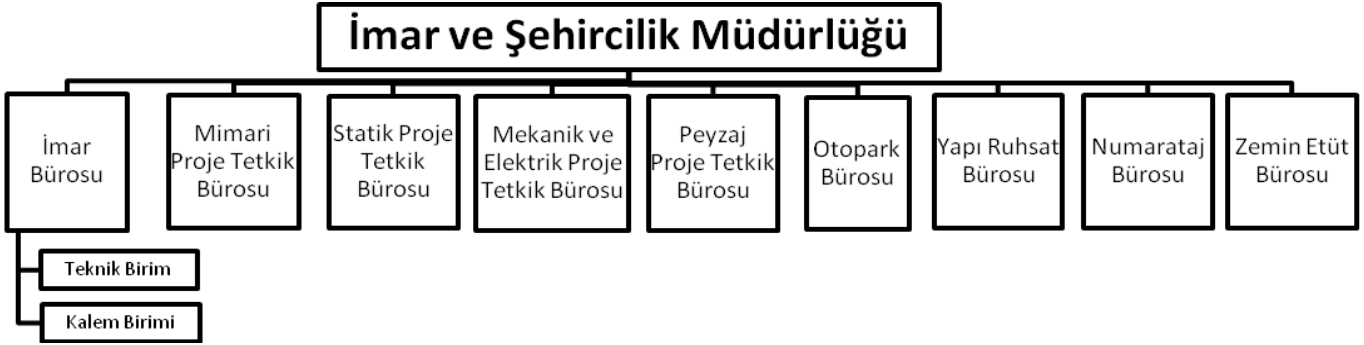 İmar ve Şehircilik Müdürlüğü
İmar
Bürosu
Mimari
Proje Tetkik
Bürosu
Statik Proje
Tetkik
Bürosu
Mekanik ve
Elektrik Proje
Tetkik Bürosu
Peyzaj
Proje Tetkik
Bürosu
Otopark
Bürosu
Yapı Ruhsat
Bürosu
Numarataj
Bürosu
Zemin Etüt
Bürosu
Teknik Birim
Kalem Birimi